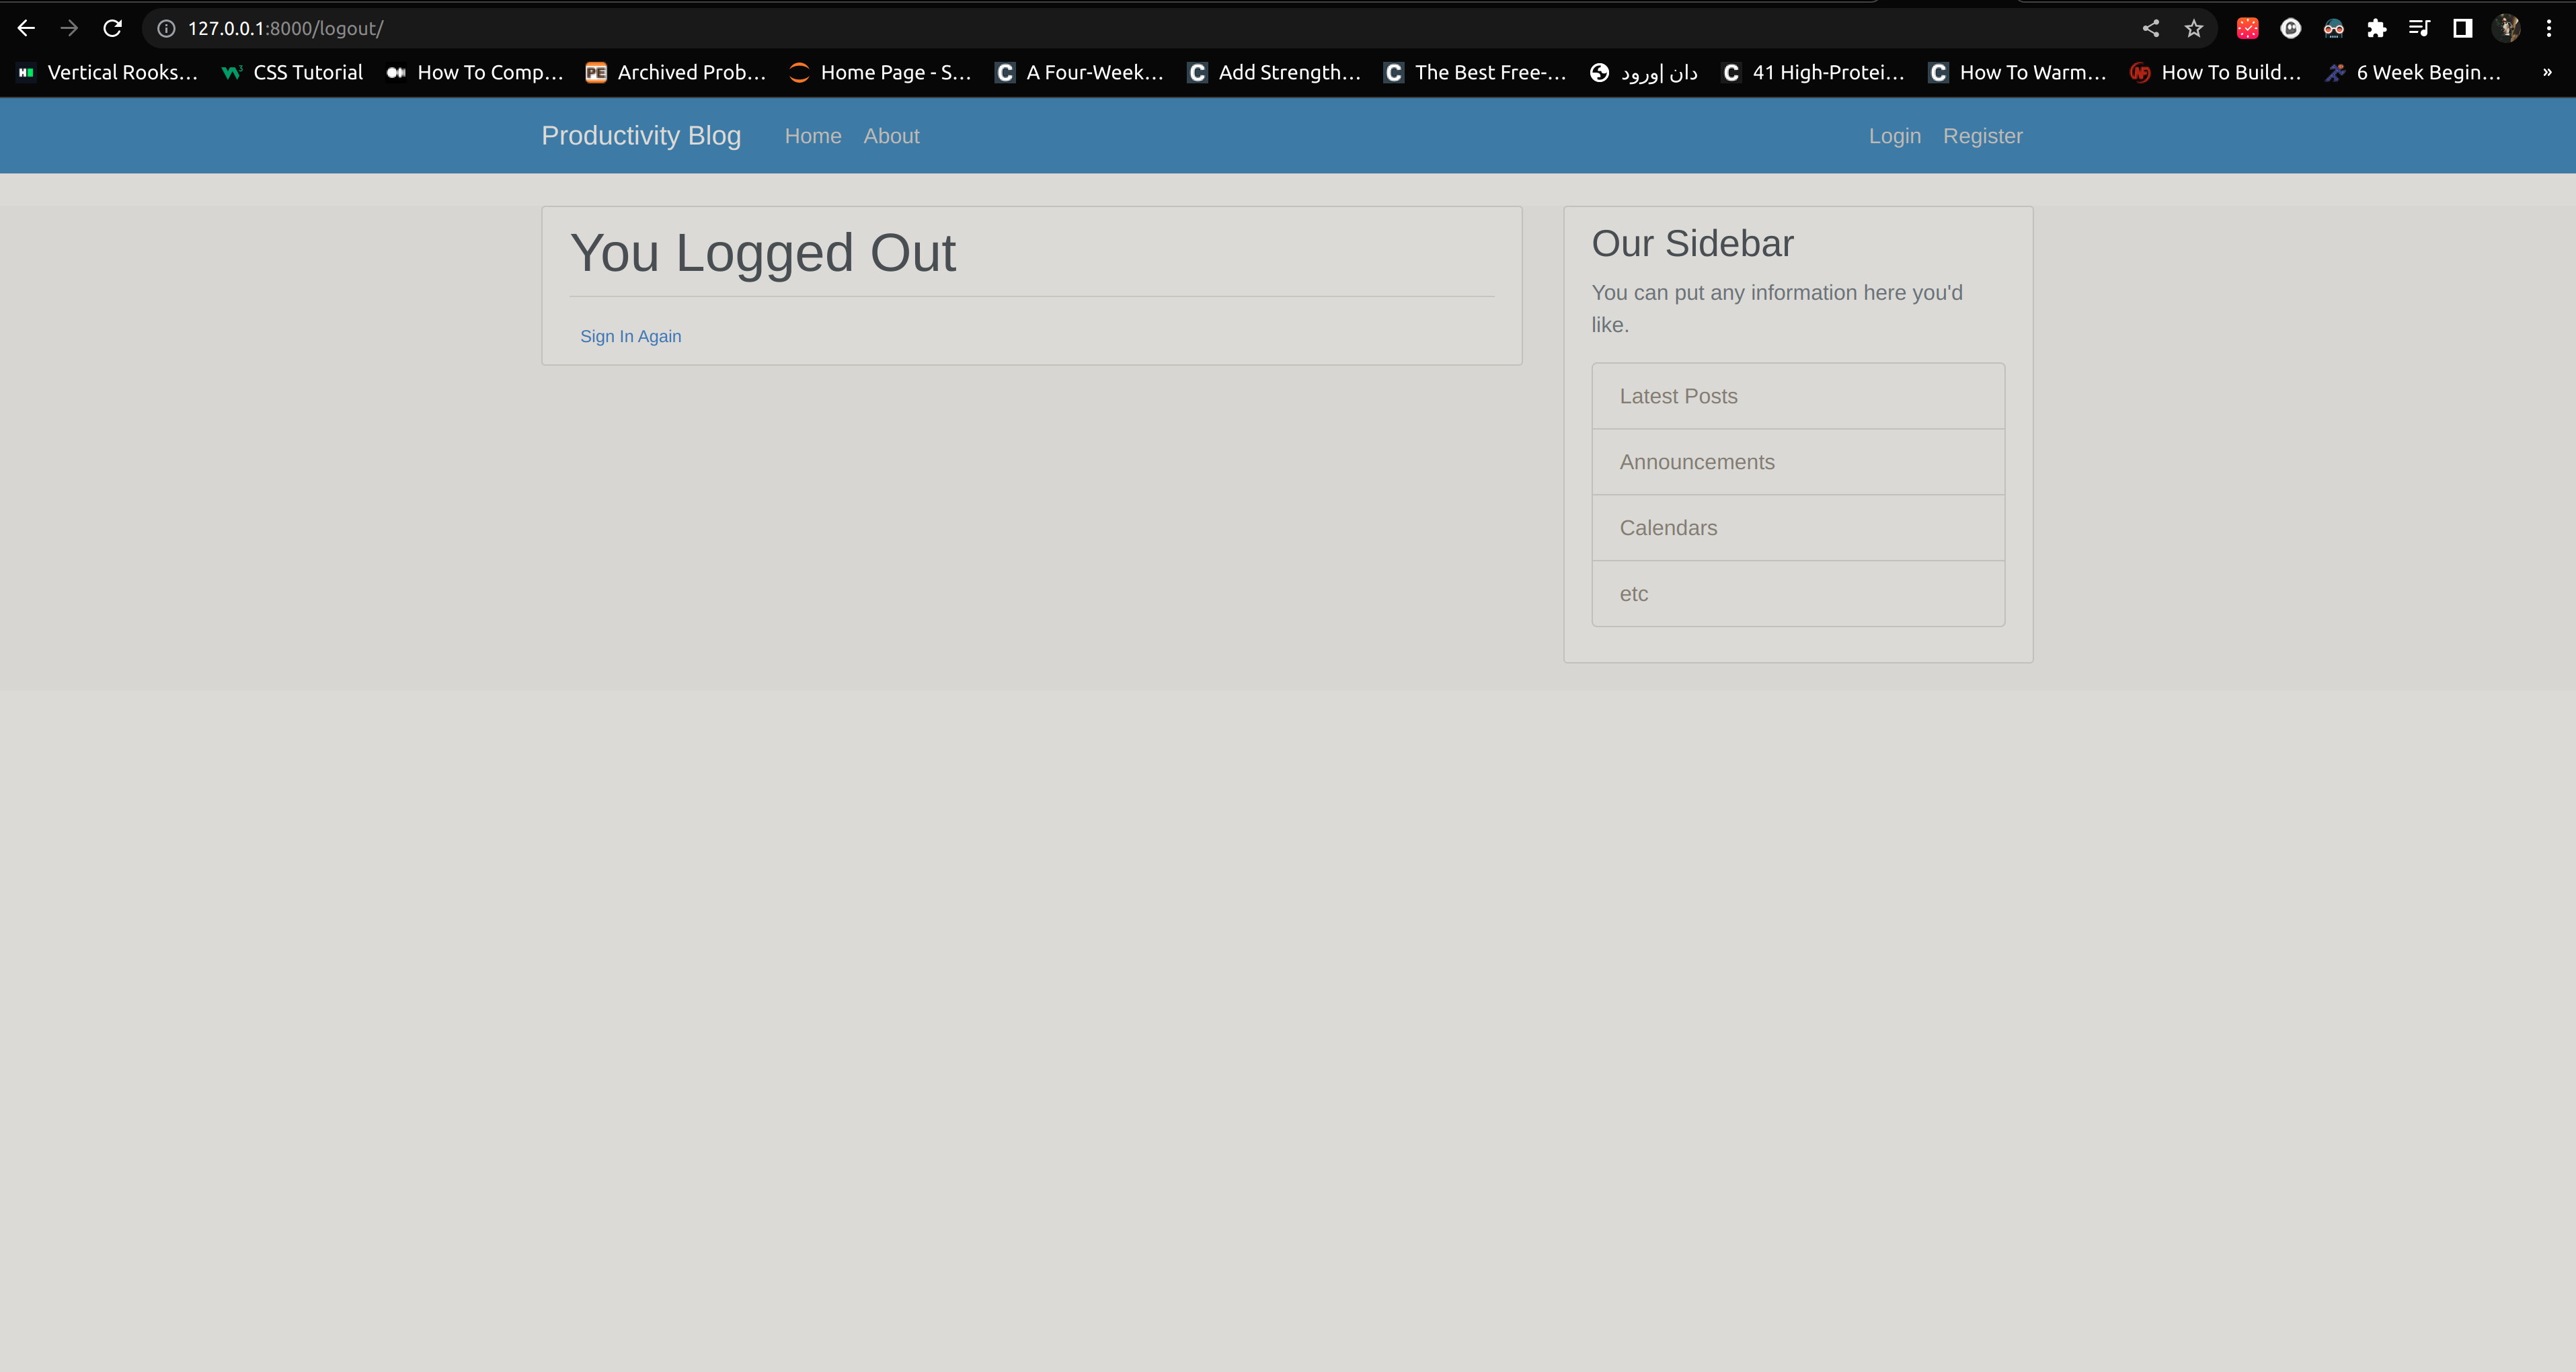 127.0.0.1:8000/logout/
Vertical Rooks...
CSS Tutorial
How To Comp...
Archived Prob...
Home Page - S...
A Four-Week...
Add Strength...
The Best Free-...
دان |ورود
41 High-Protei...
How To Warm...
How To Build...
6 Week Begin...
»
Productivity Blog
Home
About
Login
Register
You Logged Out
Sign In Again
Our Sidebar
You can put any information here you'd
like.
Latest Posts
Announcements
Calendars
etc